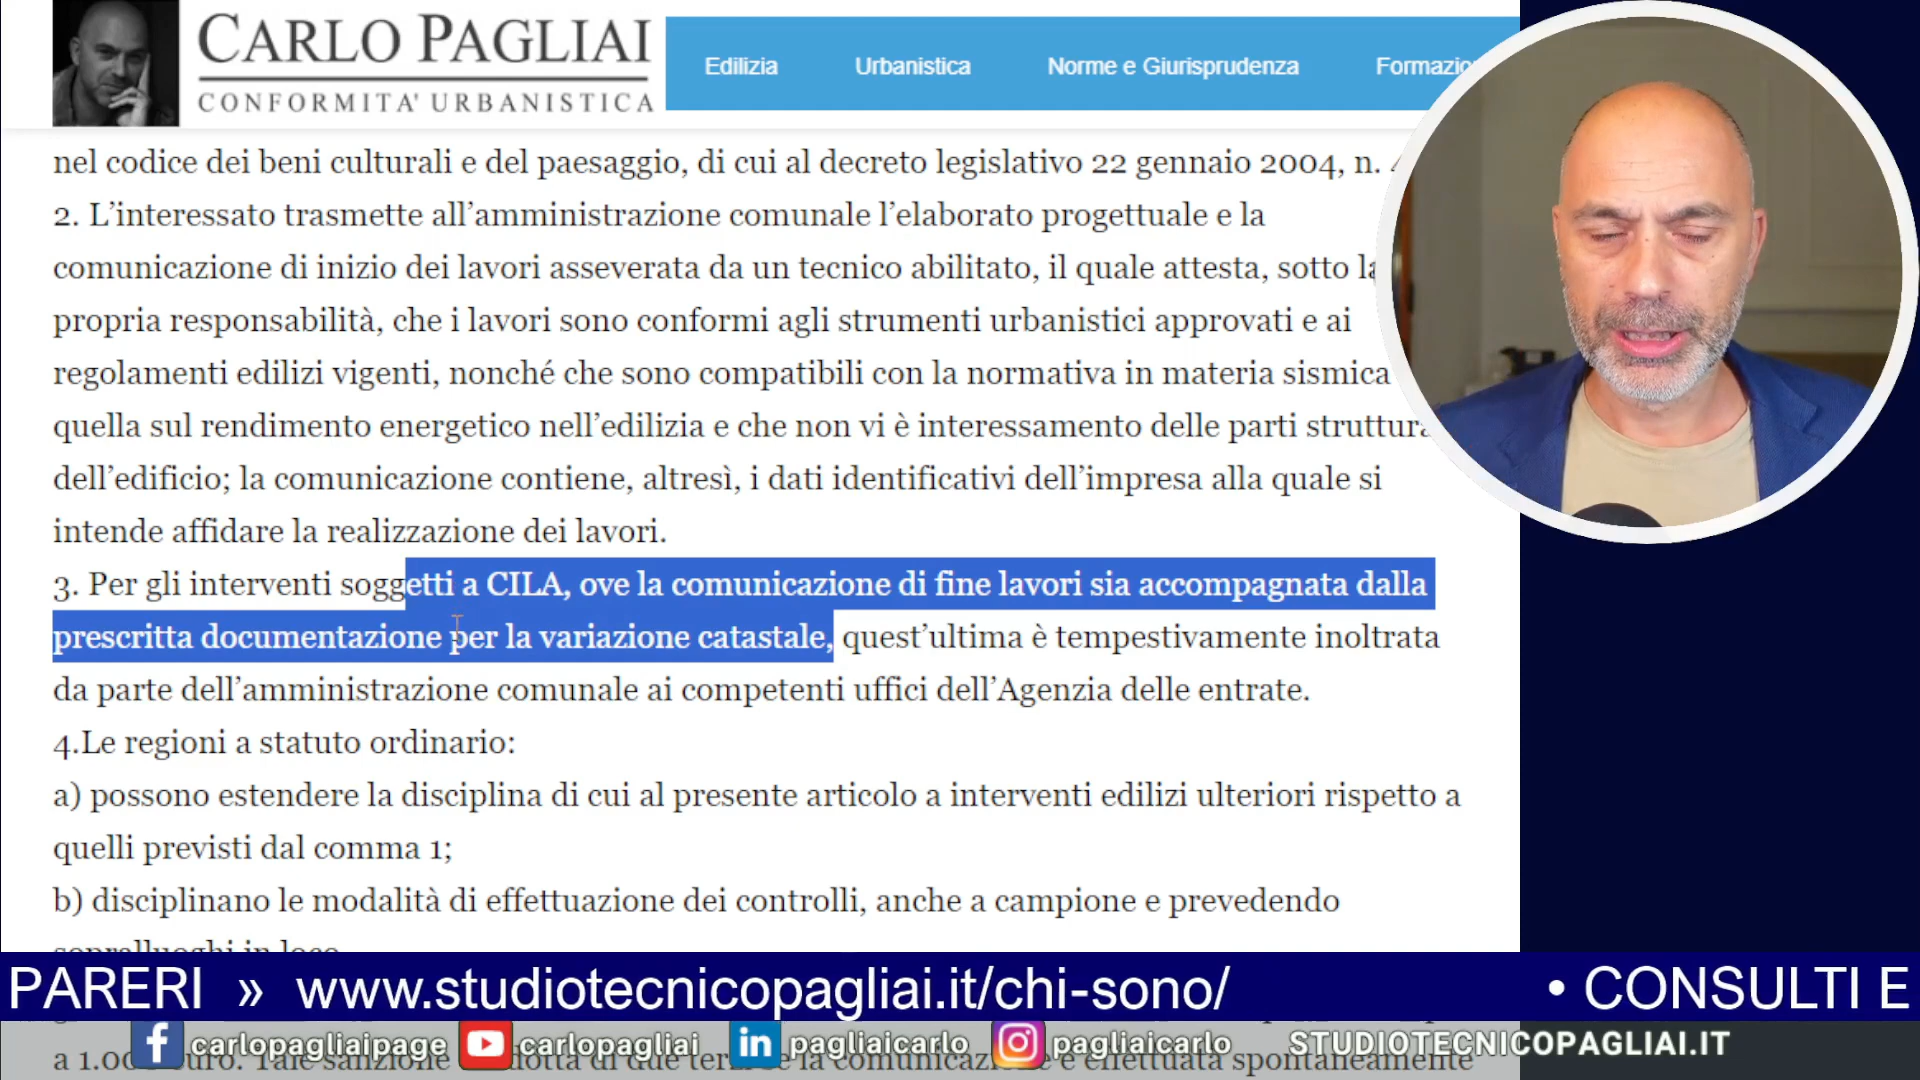 CARLO PAGLIAI
CONFORMITA' URBANISTICA
Edilizia Urbanistica Norme e Giurisprudenza
nel codice dei beni culturali e del paesaggio, di cui al decreto legislativo 22 gennaio 2004, n.
2. L’interessato trasmette all’amministrazione comunale l’elaborato progettuale e la
comunicazione di inizio dei lavori asseverata da un tecnico abilitato, il quale attesta, sotto la
propria responsabilità, che i lavori sono conformi agli strumenti urbanistici approvati e ai
regolamenti edilizi vigenti, nonché che sono compatibili con la normativa in materia sismica
quella sul rendimento energetico nell’edilizia e che non vi è interessamento delle parti
dell’edificio; la comunicazione contiene, altresì, i dati identificativi dell’impresa alla quale si
intende affidare la realizzazione dei lavori.
3. Per gli interventi soggetti a CILA, ove la comunicazione di fine lavori sia accompagnata dalla
prescritta documentazione per la variazione catastale, quest’ultima è tempestivamente inoltrata
da parte dell’amministrazione comunale ai competenti uffici dell’Agenzia delle entrate.
4.Le regioni a statuto ordinario:
a) possono estendere la disciplina di cui al presente articolo a interventi edilizi ulteriori rispetto a
quelli previsti dal comma 1;
b) disciplinano le modalità di effettuazione dei controlli, anche a campione e prevedendo
sopralluoghi in loco
PARERI » www.studiotecnicopagliai.it/chi-sono/ • CONSULTI E
carlopagliaipage carlopagliai pagliaicarlo pagliaicarlo STUDIOTECNICOPAGLIAI.IT